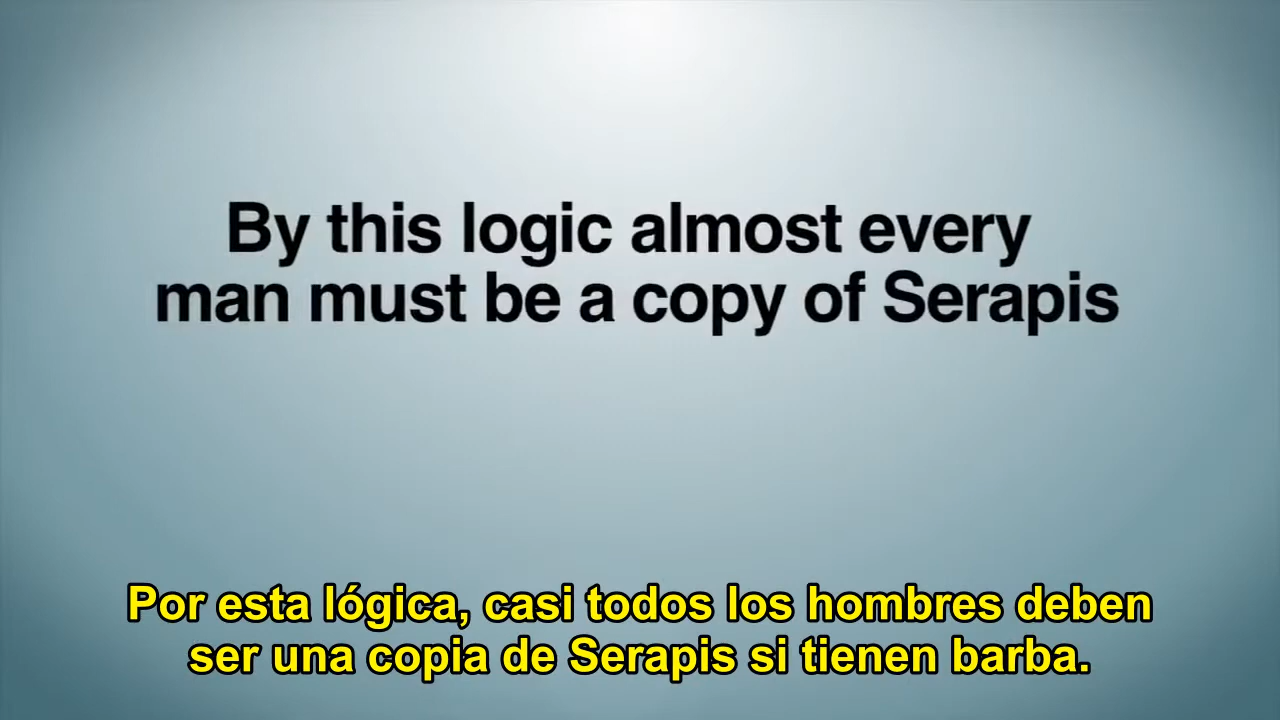 By this logic almost every
man must be a copy of Serapis
Por esta lógica, casi todos los hombres deben
ser una copia de Serapis si tienen barba.